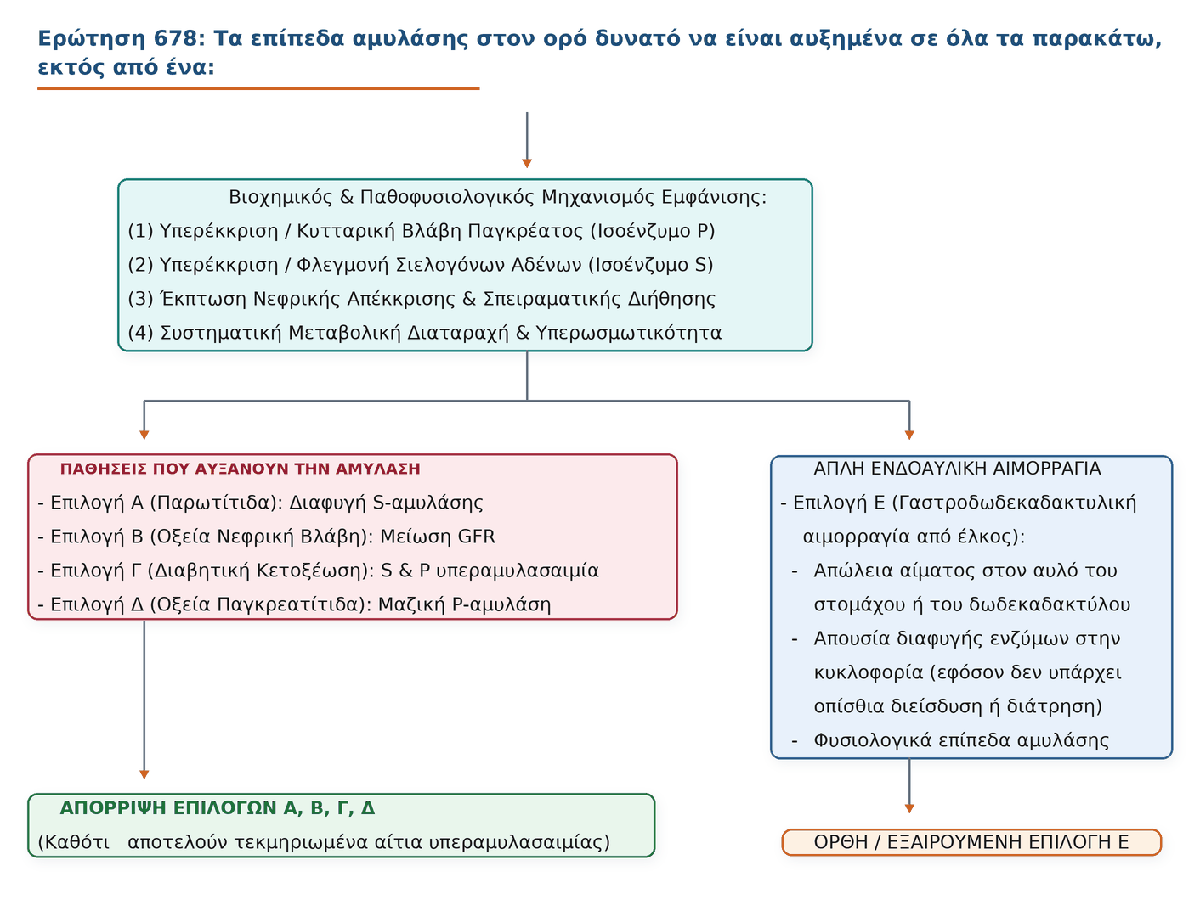 Ερώτηση 678: Τα επίπεδα αμυλάσης στον ορό δυνατό να είναι αυξημένα σε όλα τα παρακάτω,
εκτός από ένα:
Βιοχημικός & Παθοφυσιολογικός Μηχανισμός Εμφάνισης:
(1) Υπερέκκριση / Κυτταρική Βλάβη Παγκρέατος (Ισοένζυμο P)
(2) Υπερέκκριση / Φλεγμονή Σιελογόνων Αδένων (Ισοένζυμο S)
(3) Έκπτωση Νεφρικής Απέκκρισης & Σπειραματικής Διήθησης
(4) Συστηματική Μεταβολική Διαταραχή & Υπερωσμωτικότητα
ΠΑΘΗΣΕΙΣ ΠΟΥ ΑΥΞΑΝΟΥΝ ΤΗΝ ΑΜΥΛΑΣΗ
- Επιλογή Α (Παρωτίτιδα): Διαφυγή S-αμυλάσης
- Επιλογή Β (Οξεία Νεφρική Βλάβη): Μείωση GFR
- Επιλογή Γ (Διαβητική Κετοξέωση): S & P υπεραμυλασαιμία
- Επιλογή Δ (Οξεία Παγκρεατίτιδα): Μαζική P-αμυλάση
ΑΠΛΗ ΕΝΔΟΑΥΛΙΚΗ ΑΙΜΟΡΡΑΓΙΑ
- Επιλογή Ε (Γαστροδωδεκαδακτυλική
αιμορραγία από έλκος):
- Απώλεια αίματος στον αυλό του
στομάχου ή του δωδεκαδακτύλου
- Απουσία διαφυγής ενζύμων στην
κυκλοφορία (εφόσον δεν υπάρχει
οπίσθια διείσδυση ή διάτρηση)
- Φυσιολογικά επίπεδα αμυλάσης
ΑΠΟΡΡΙΨΗ ΕΠΙΛΟΓΩΝ Α, Β, Γ, Δ
(Καθότι αποτελούν τεκμηριωμένα αίτια υπεραμυλασαιμίας)
ΟΡΘΗ / ΕΞΑΙΡΟΥΜΕΝΗ ΕΠΙΛΟΓΗ Ε